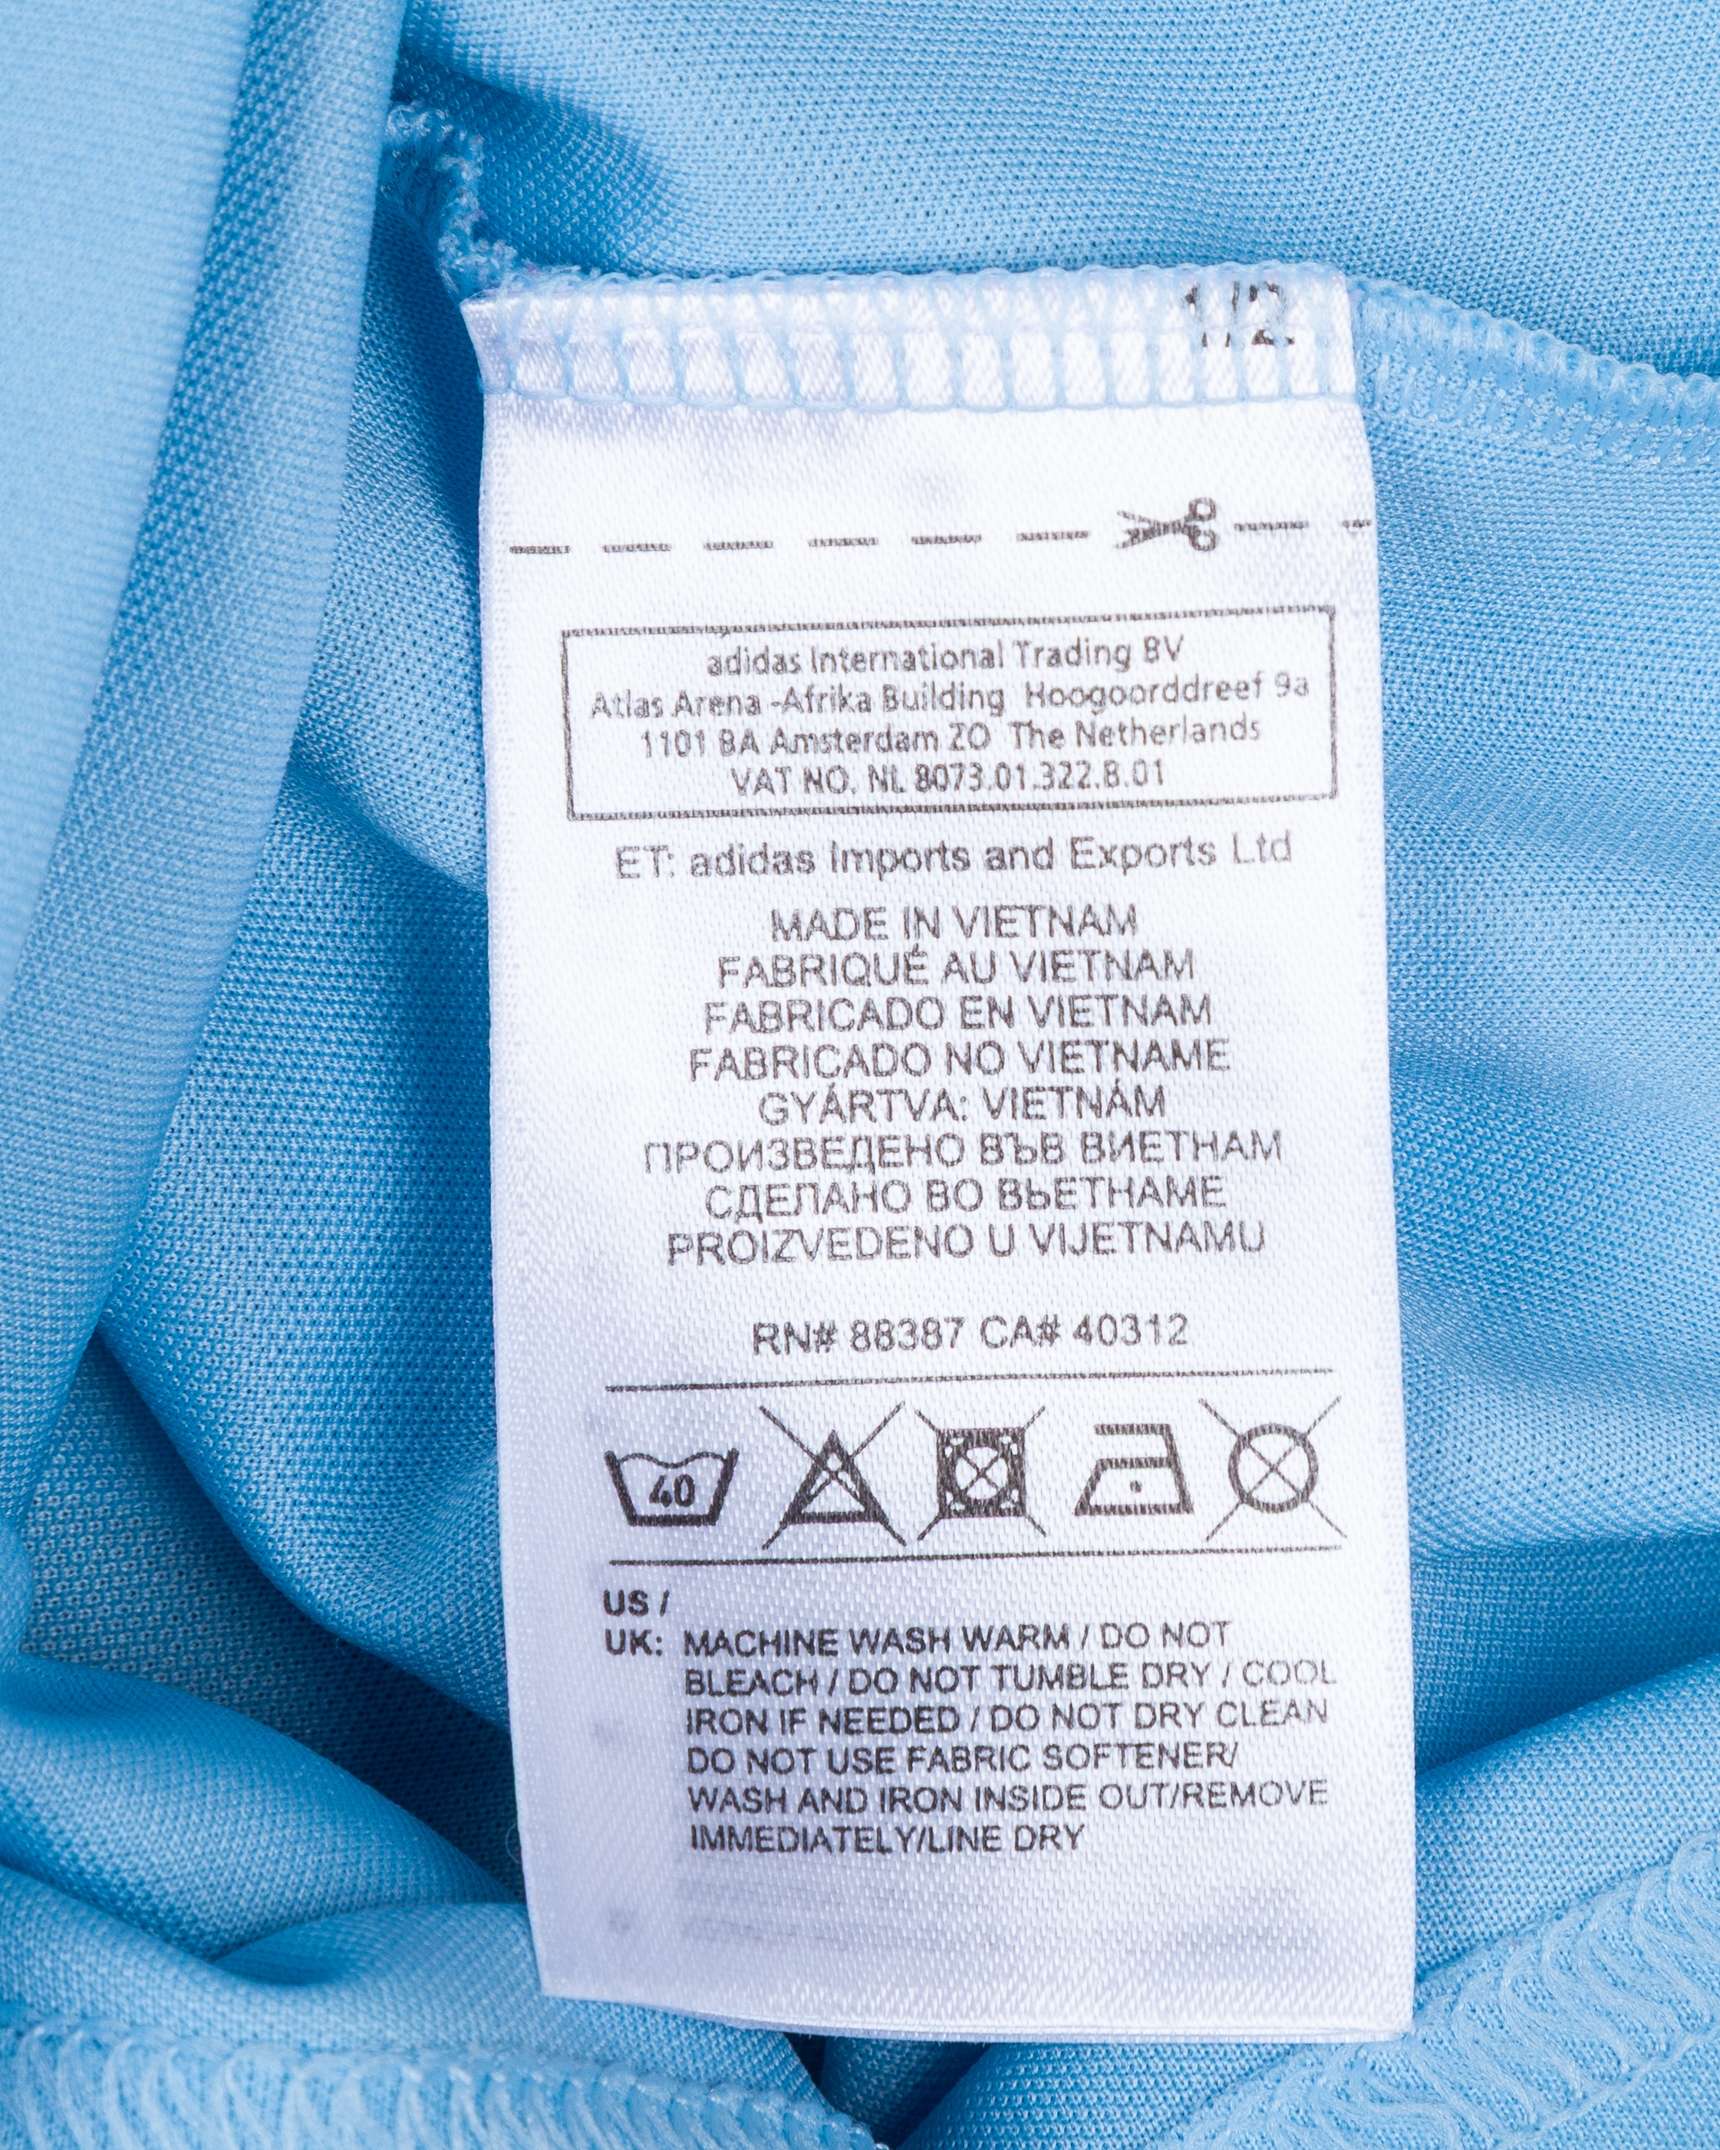 1/2.
adidas International Trading BV
Atlas Arena -Afrika Building Hoogoorddreef 9a
1101 BA Amsterdam ZO The Netherlands
VAT NO. NL 8073.01.322.B.01
ET: adidas Imports and Exports Ltd
MADE IN VIETNAM
FABRIQUÉ AU VIETNAM
FABRICADO EN VIETNAM
FABRICADO NO VIETNAME
GYÁRTVA: VIETNÁM
ПРОИЗВЕДЕНО ВЪВ ВИЕТНАМ
СДЕЛАНО ВО ВЬЕТНАМЕ
PROIZVEDENO U VIJETNAMU
RN# 88387 CA# 40312
40
US /
UK: MACHINE WASH WARM / DO NOT
BLEACH / DO NOT TUMBLE DRY / COOL
IRON IF NEEDED / DO NOT DRY CLEAN
DO NOT USE FABRIC SOFTENER/
WASH AND IRON INSIDE OUT/REMOVE
IMMEDIATELY/LINE DRY